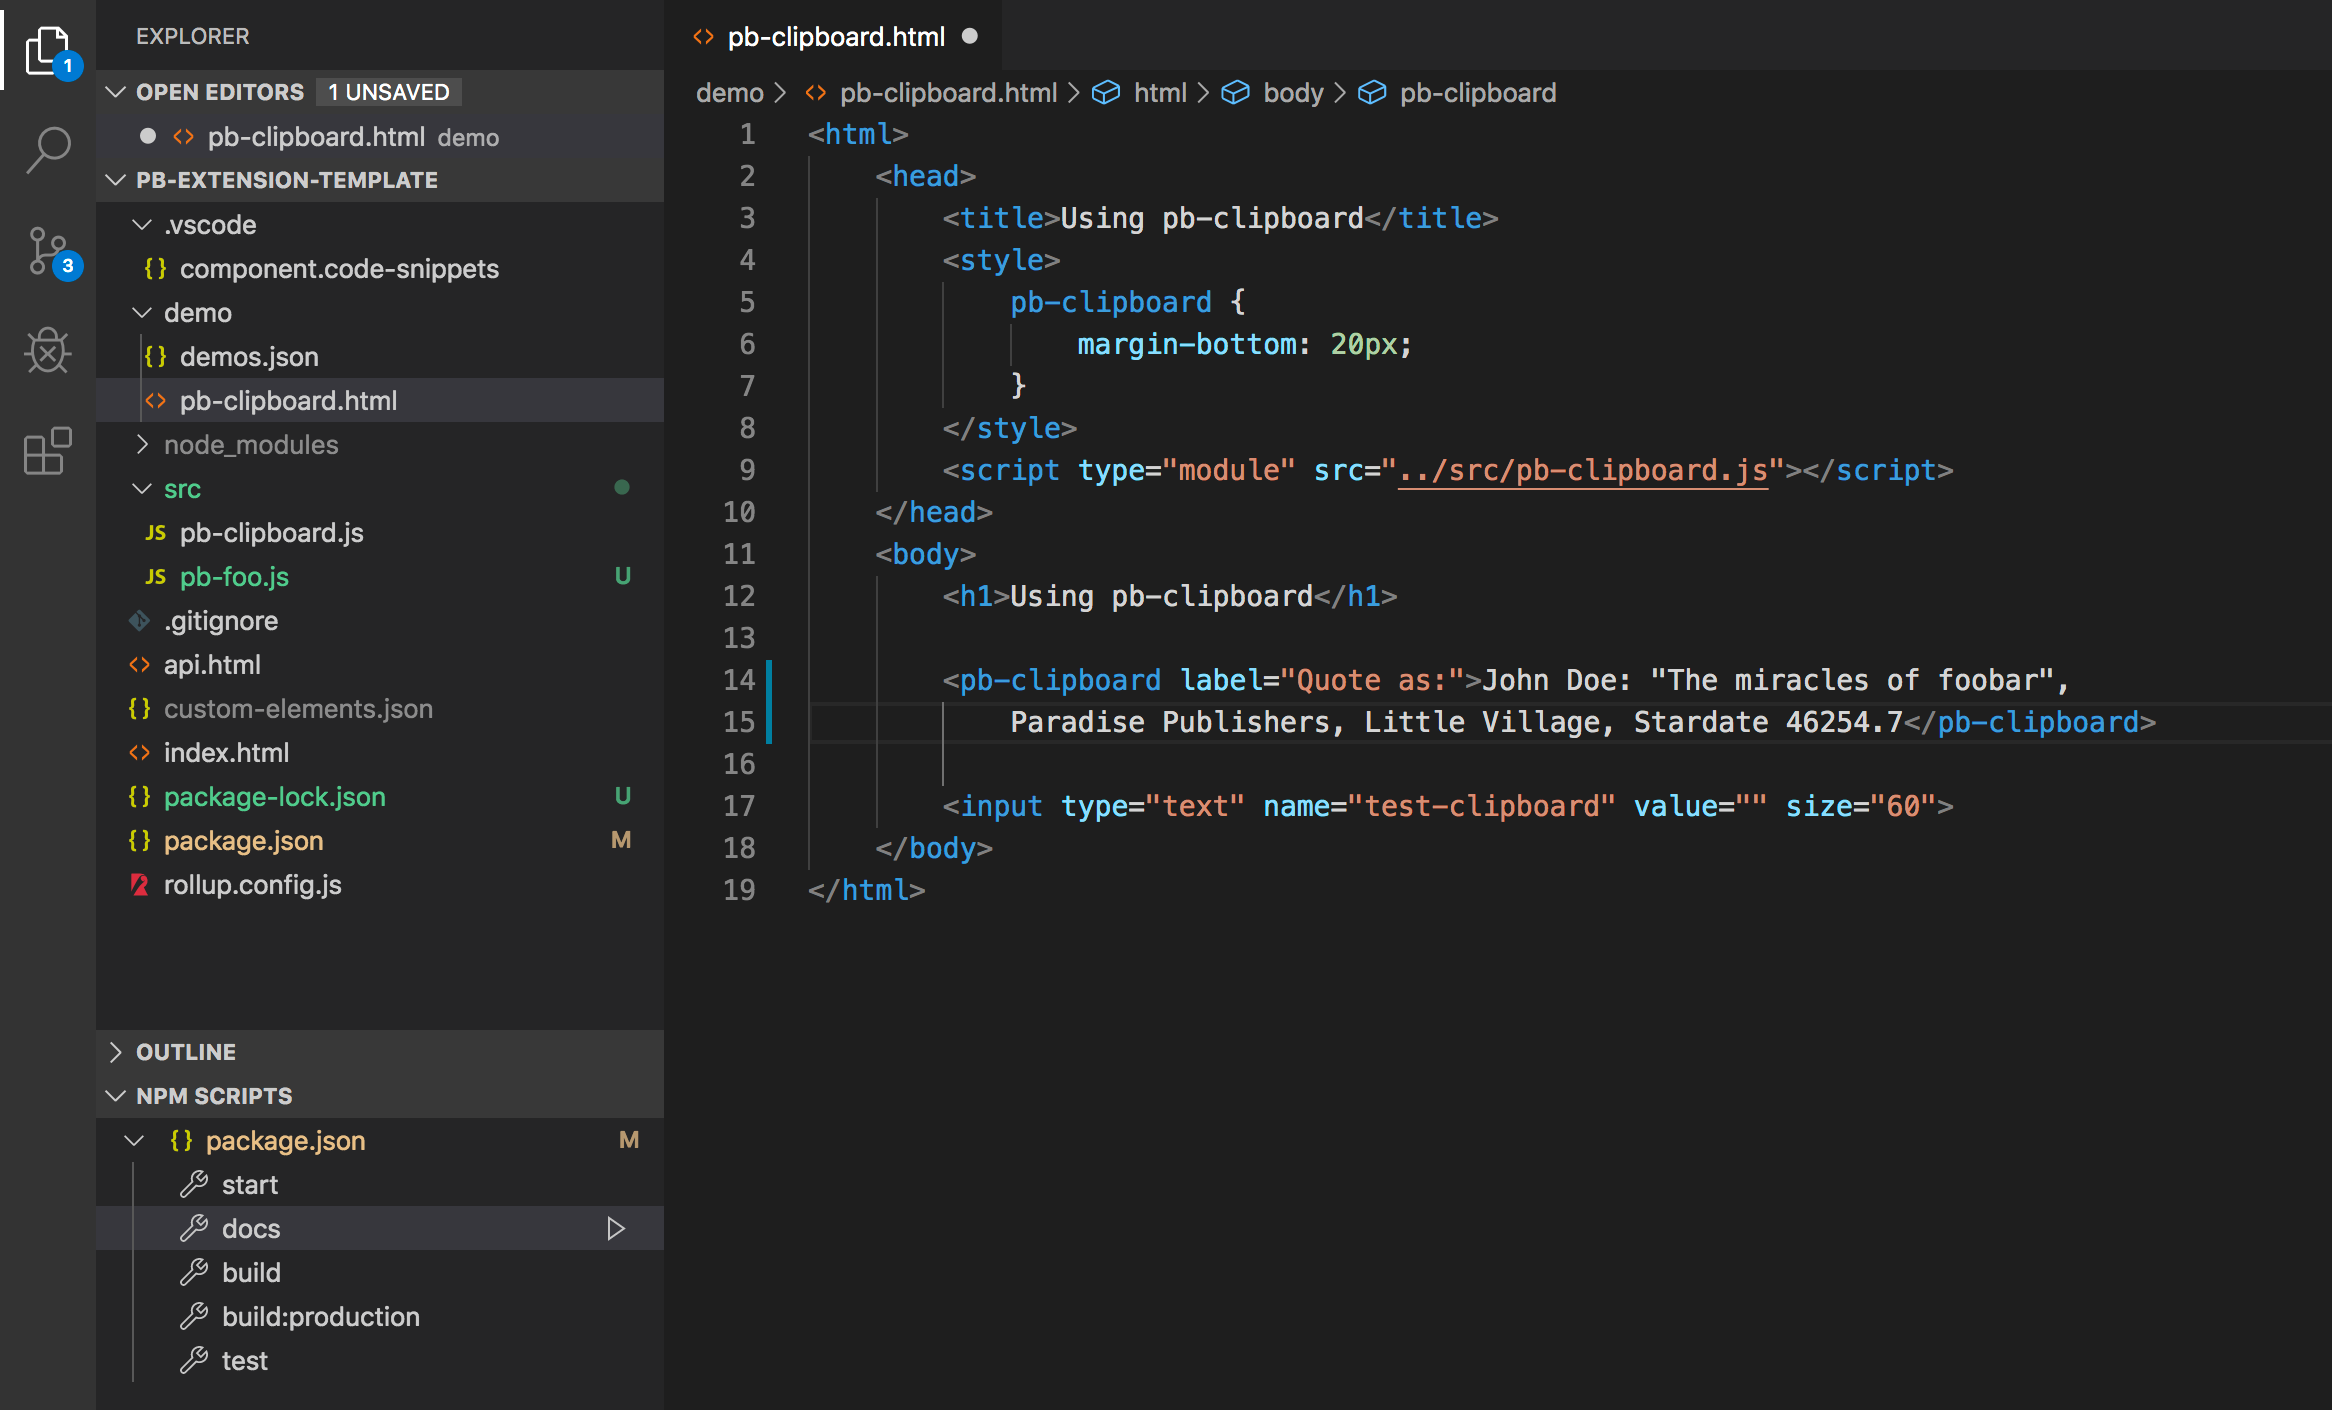 EXPLORER
1
OPEN EDITORS 1 UNSAVED
<> pb-clipboard.html demo
PB-EXTENSION-TEMPLATE
.vscode
{} component.code-snippets
3
demo
{} demos.json
<> pb-clipboard.html
node_modules
src
JS pb-clipboard.js
JS pb-foo.js U
.gitignore
<> api.html
{} custom-elements.json
<> index.html
{} package-lock.json U
{} package.json M
rollup.config.js
OUTLINE
NPM SCRIPTS
{} package.json M
start
docs
build
build:production
test
<> pb-clipboard.html
demo > <> pb-clipboard.html > html > body > pb-clipboard
1 <html>
2 <head>
3 <title>Using pb-clipboard</title>
4 <style>
5 pb-clipboard {
6 margin-bottom: 20px;
7 }
8 </style>
9 <script type="module" src="../src/pb-clipboard.js"></script>
10 </head>
11 <body>
12 <h1>Using pb-clipboard</h1>
13
14 <pb-clipboard label="Quote as:">John Doe: "The miracles of foobar",
15 Paradise Publishers, Little Village, Stardate 46254.7</pb-clipboard>
16
17 <input type="text" name="test-clipboard" value="" size="60">
18 </body>
19 </html>